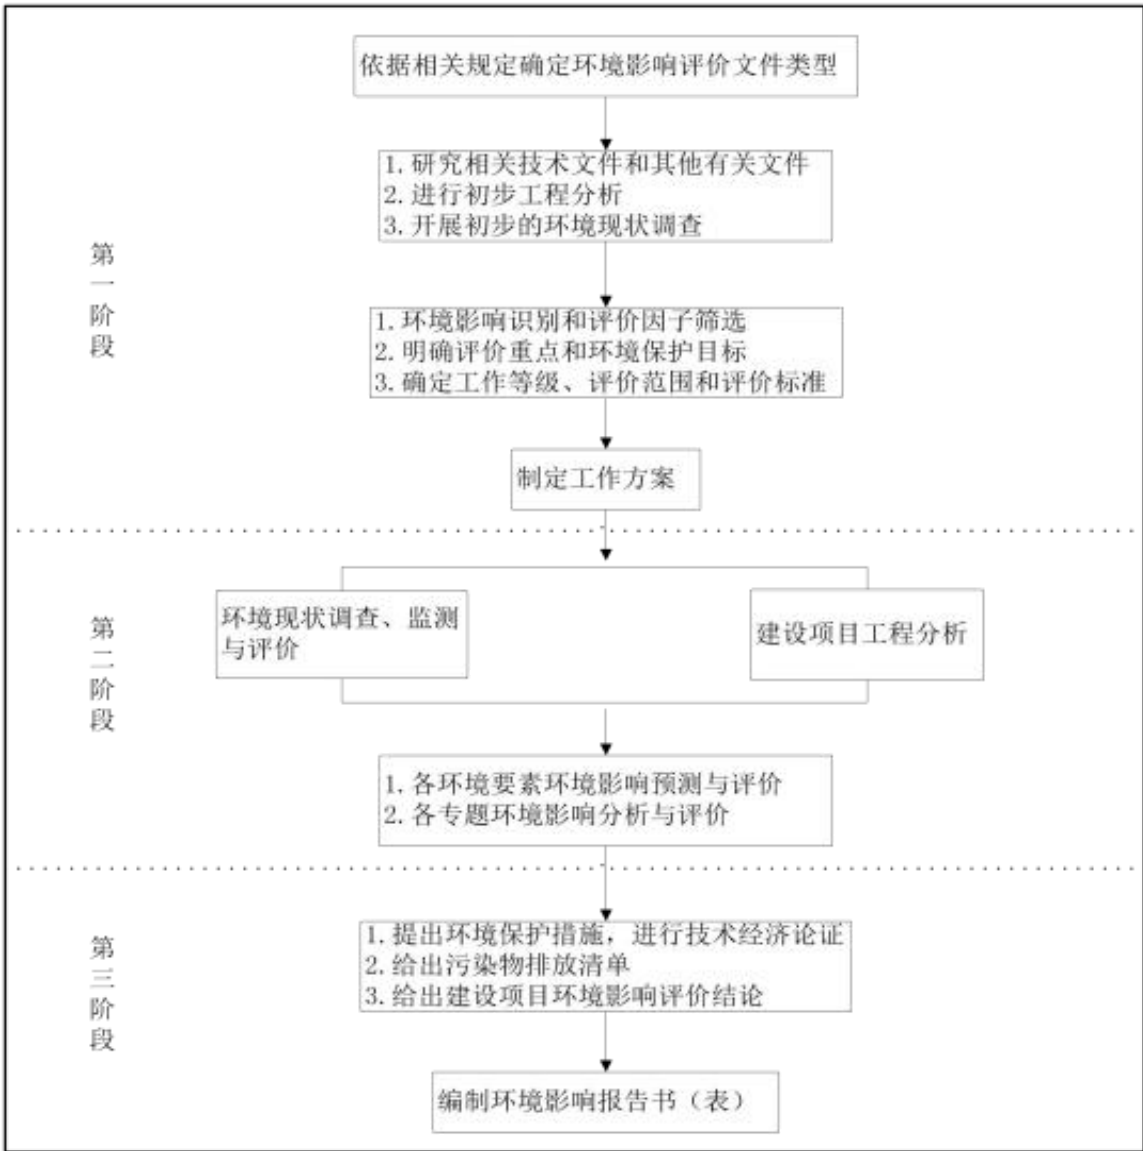 依据相关规定确定环境影响评价文件类型
1. 研究相关技术文件和其他有关文件
2. 进行初步工程分析
3. 开展初步的环境现状调查
第一阶段
1. 环境影响识别和评价因子筛选
2. 明确评价重点和环境保护目标
3. 确定工作等级、评价范围和评价标准
制定工作方案
第二阶段
环境现状调查、监测
与评价
建设项目工程分析
1. 各环境要素环境影响预测与评价
2. 各专题环境影响分析与评价
第三阶段
1. 提出环境保护措施，进行技术经济论证
2. 给出污染物排放清单
3. 给出建设项目环境影响评价结论
编制环境影响报告书（表）